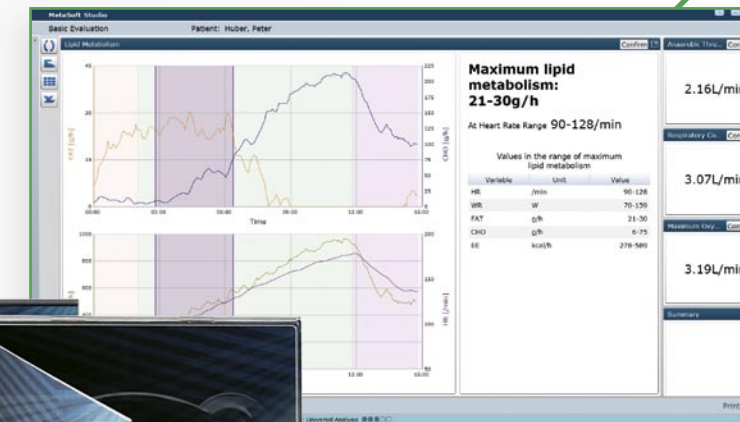 MetaSoft Studio
Basic Evaluation Patient: Huber, Peter
Lipid Metabolism Confirm
FAT [g/h]
CHO [g/h]
00:00 03:00 06:00 09:00 12:00 15:00
Time
HR [/min]
12:00 15:00
Maximum lipid
metabolism:
21-30g/h
At Heart Rate Range 90-128/min
Values in the range of maximum
lipid metabolism
Variable Unit Value
HR /min 90-128
WR W 70-159
FAT g/h 21-30
CHO g/h 6-75
EE kcal/h 278-589
Anaerobic Thre...
2.16L/mi
Respiratory Co...
3.07L/mi
Maximum Oxy...
3.19L/mi
Summary
Print
Universal Analysis